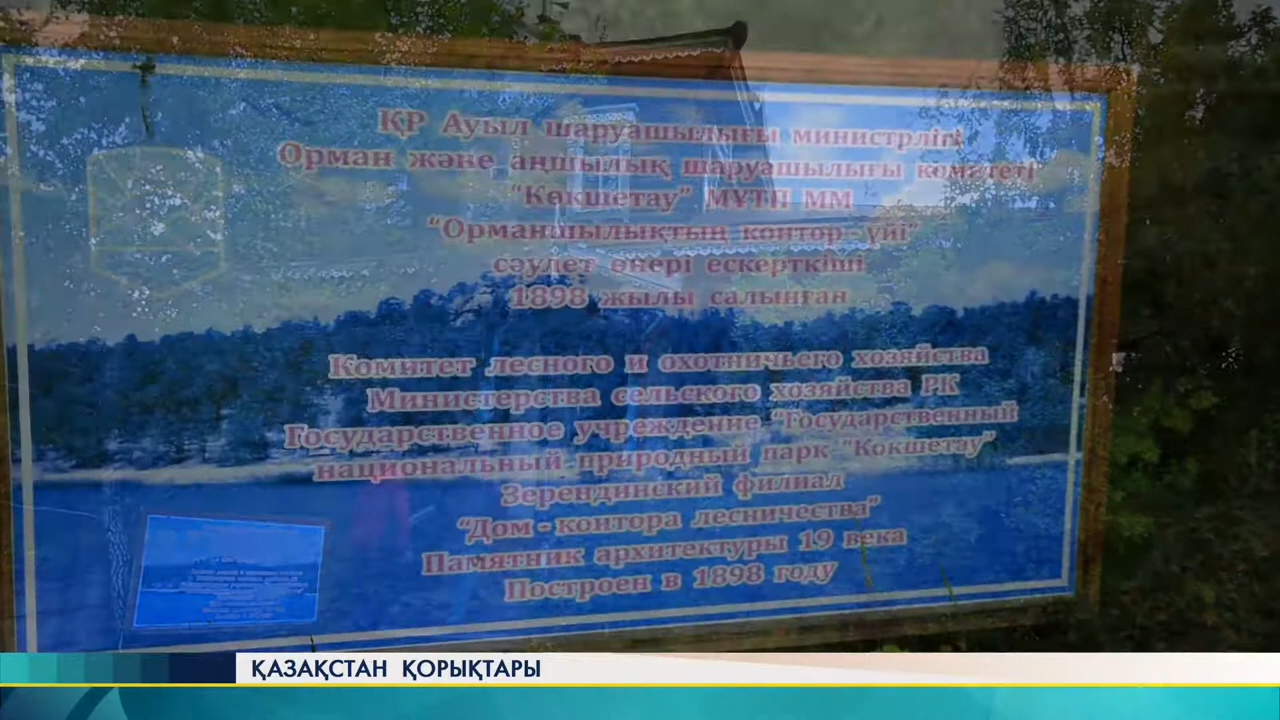 ҚР Ауыл шаруашылығы министрлігі
Орман және аңшылық шаруашылығы комитеті
"Көкшетау" МҰТП ММ
"Орманшылықтың контор- үйі"
сәулет өнері ескерткіші
1898 жылы салынған
Комитет лесного и охотничьего хозяйства
Министерства сельского хозяйства РК
Государственное учреждение "Государственный
национальный природный парк "Кокшетау"
Зерендинский филиал
"Дом - контора лесничества"
Памятник архитектуры 19 века
Построен в 1898 году
ҚАЗАҚСТАН ҚОРЫҚТАРЫ